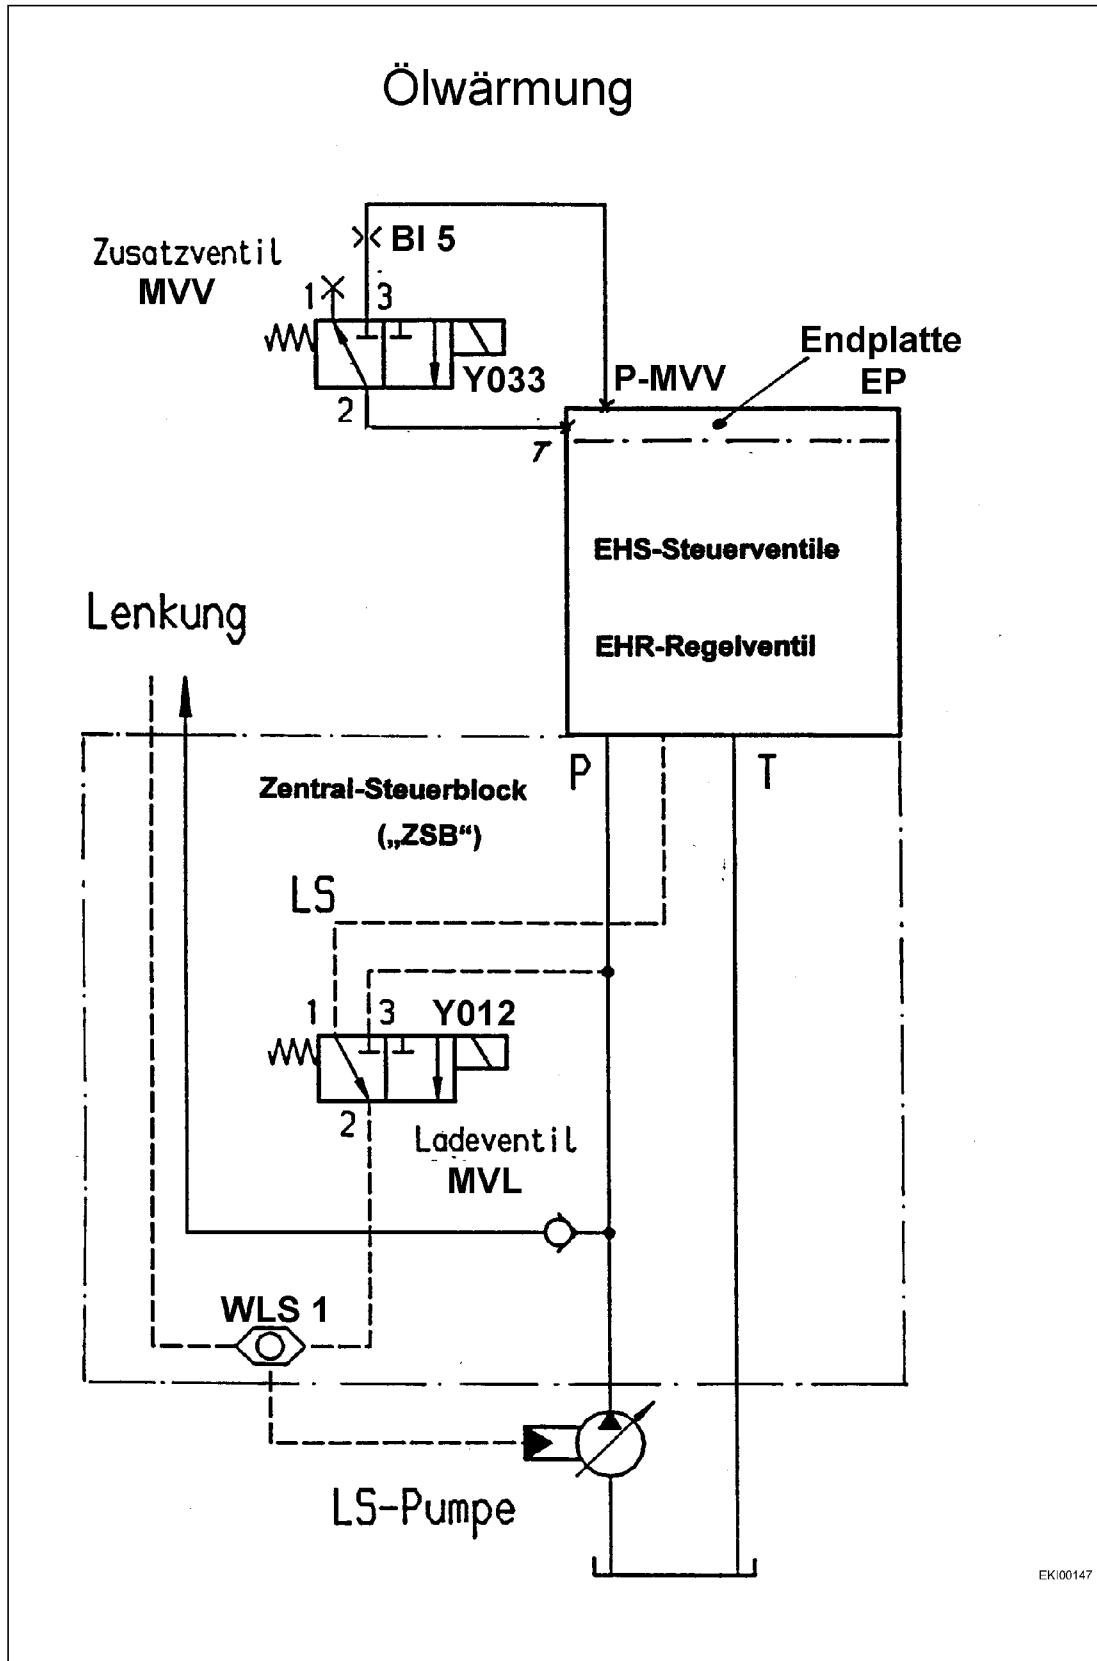 Ölwärmung
BI 5
Zusatzventil
MVV
1
3
Endplatte
EP
P-MVV
Y033
2
T
EHS-Steuerventile
Lenkung
EHR-Regelventil
P
T
Zentral-Steuerblock
(„ZSB“)
LS
1
3
Y012
2
Ladeventil
MVL
WLS 1
LS-Pumpe
EKI00147